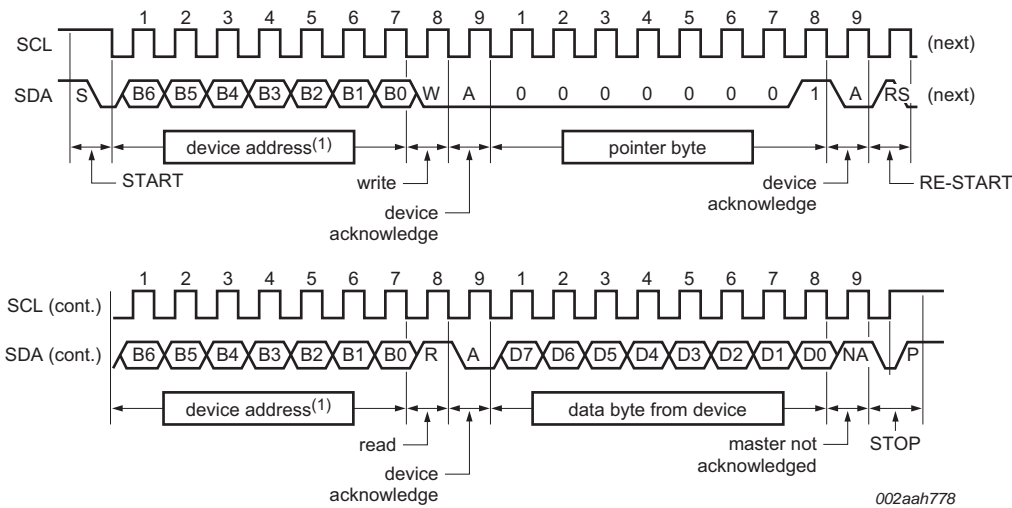 1 2 3 4 5 6 7 8 9 1 2 3 4 5 6 7 8 9
SCL (next)
SDA S B6 B5 B4 B3 B2 B1 B0 W A 0 0 0 0 0 0 0 1 A RS (next)
device address(1) pointer byte
START write device RE-START
device acknowledge
acknowledge
1 2 3 4 5 6 7 8 9 1 2 3 4 5 6 7 8 9
SCL (cont.)
SDA (cont.) B6 B5 B4 B3 B2 B1 B0 R A D7 D6 D5 D4 D3 D2 D1 D0 NA P
device address(1) data byte from device
read master not STOP
device acknowledged
acknowledge
002aah778